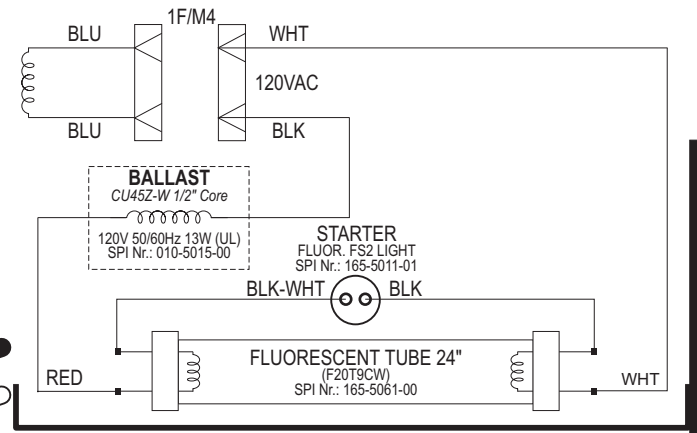 1F/M4
BLU
WHT
120VAC
BLU
BLK
BALLAST
CU45Z-W 1/2" Core
120V 50/60Hz 13W (UL)
SPI Nr.: 010-5015-00
STARTER
FLUOR. FS2 LIGHT
SPI Nr.: 165-5011-01
BLK-WHT
BLK
FLUORESCENT TUBE 24"
(F20T9CW)
SPI Nr.: 165-5061-00
RED
WHT